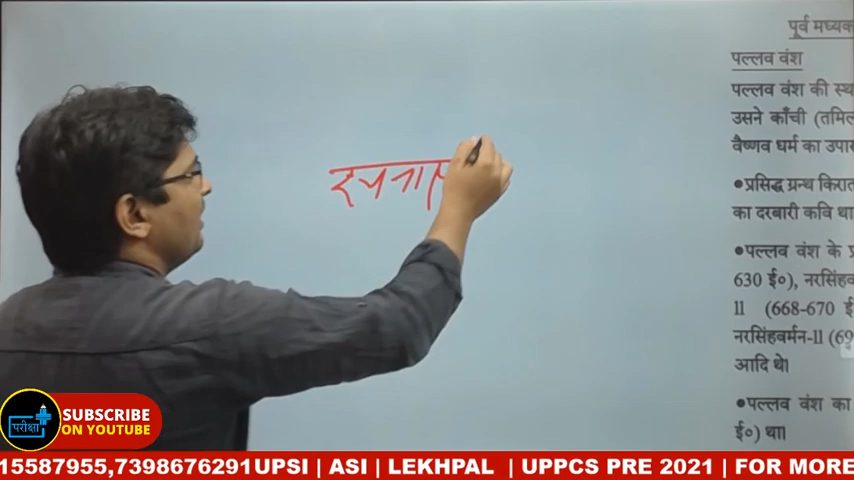 पूर्व मध्यक
पल्लव वंश
पल्लव वंश की स्थ
उसने काँची (तमिल
वैष्णव धर्म का उपास
•प्रसिद्ध ग्रन्थ किरात
का दरबारी कवि था
•पल्लव वंश के प्र
630 ई०), नरसिंहव
11 (668-670 ई
नरसिंहवर्मन-11 (69
आदि थे।
•पल्लव वंश का
ई०) था।
रचना
परीक्षा
SUBSCRIBE
ON YOUTUBE
15587955,7398676291UPSI | ASI | LEKHPAL | UPPCS PRE 2021 | FOR MORE